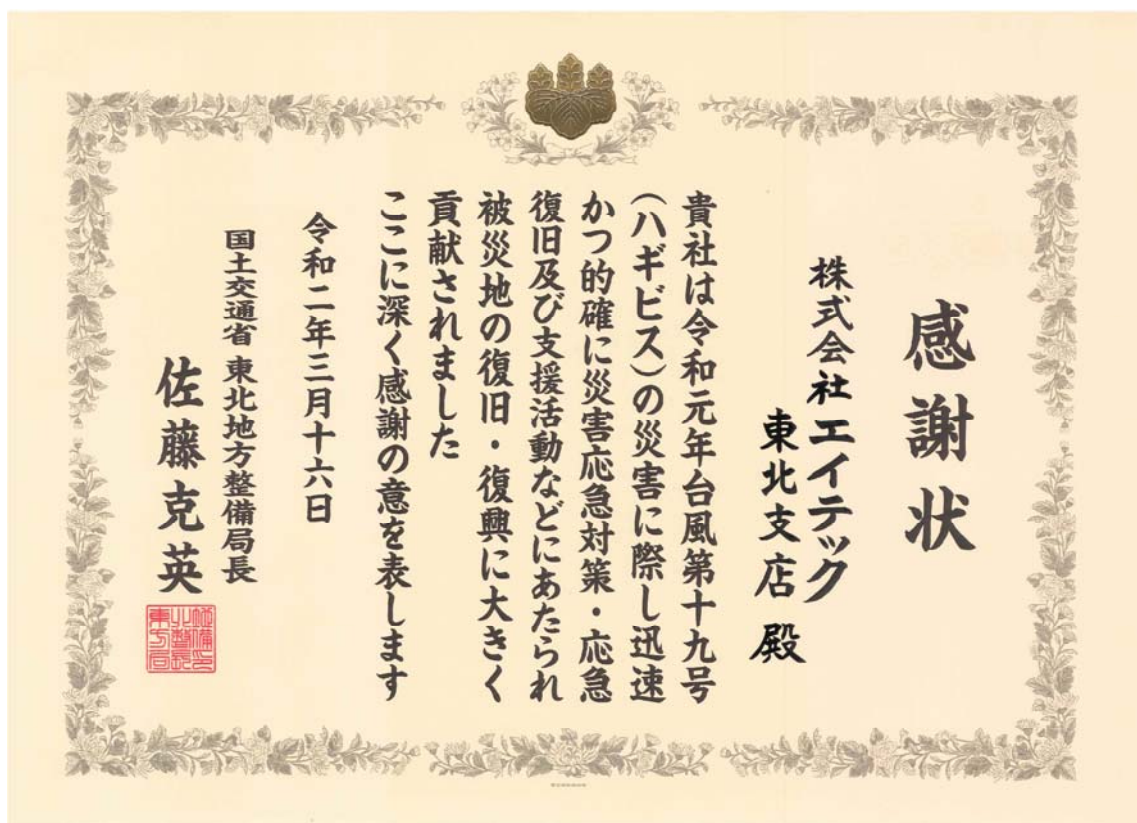 感謝状
株式会社エイテック
東北支店 殿
貴社は令和元年台風第十九号
(ハギビス)の災害に際し迅速
かつ的確に災害応急対策・応急
復旧及び支援活動などにあたられ
被災地の復旧・復興に大きく
貢献されました
ここに深く感謝の意を表します
令和二年三月十六日
国土交通省 東北地方整備局長
佐藤克英